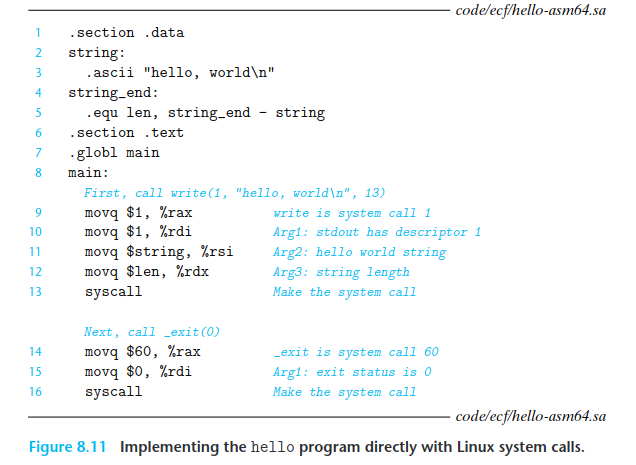 code/ecf/hello-asm64.sa
1 .section .data
2 string:
3 .ascii "hello, world\n"
4 string_end:
5 .equ len, string_end - string
6 .section .text
7 .globl main
8 main:
First, call write(1, "hello, world\n", 13)
9 movq $1, %rax write is system call 1
10 movq $1, %rdi Arg1: stdout has descriptor 1
11 movq $string, %rsi Arg2: hello world string
12 movq $len, %rdx Arg3: string length
13 syscall Make the system call
Next, call _exit(0)
14 movq $60, %rax _exit is system call 60
15 movq $0, %rdi Arg1: exit status is 0
16 syscall Make the system call
code/ecf/hello-asm64.sa
Figure 8.11 Implementing the hello program directly with Linux system calls.